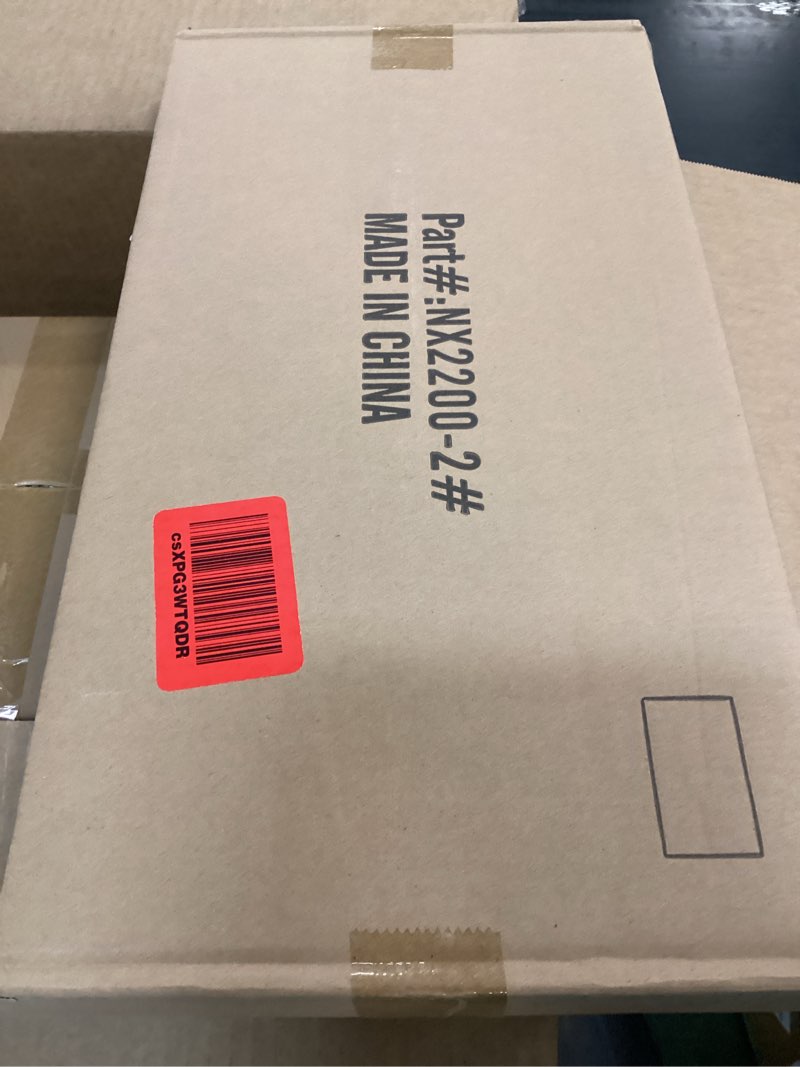 Part#:NX2200-2#
MADE IN CHINA
csXPG3WTQDR